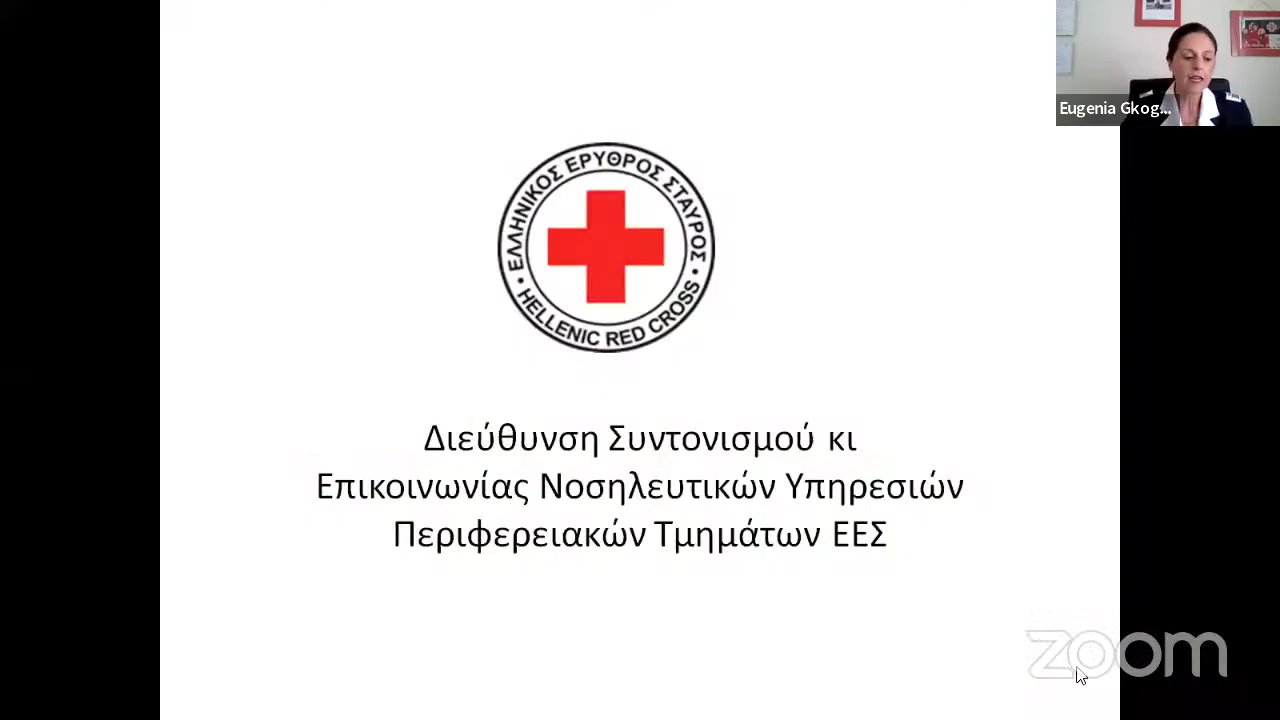 Eugenia Gkog...
ΕΛΛΗΝΙΚΟΣ ΕΡΥΘΡΟΣ ΣΤΑΥΡΟΣ
HELLENIC RED CROSS
Διεύθυνση Συντονισμού κι
Επικοινωνίας Νοσηλευτικών Υπηρεσιών
Περιφερειακών Τμημάτων ΕΕΣ
zoom